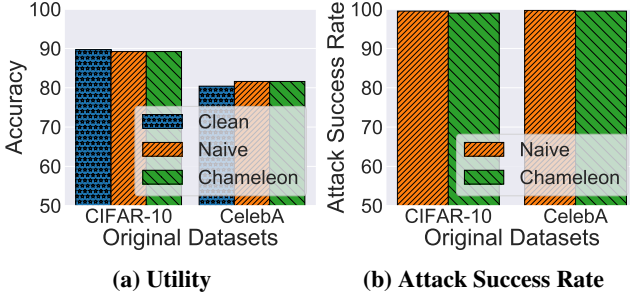 100
90
80
70
60
50
Accuracy
Clean
Naive
Chameleon
CIFAR-10
CelebA
Original Datasets
(a) Utility
100
90
80
70
60
50
Attack Success Rate
Naive
Chameleon
CIFAR-10
CelebA
Original Datasets
(b) Attack Success Rate